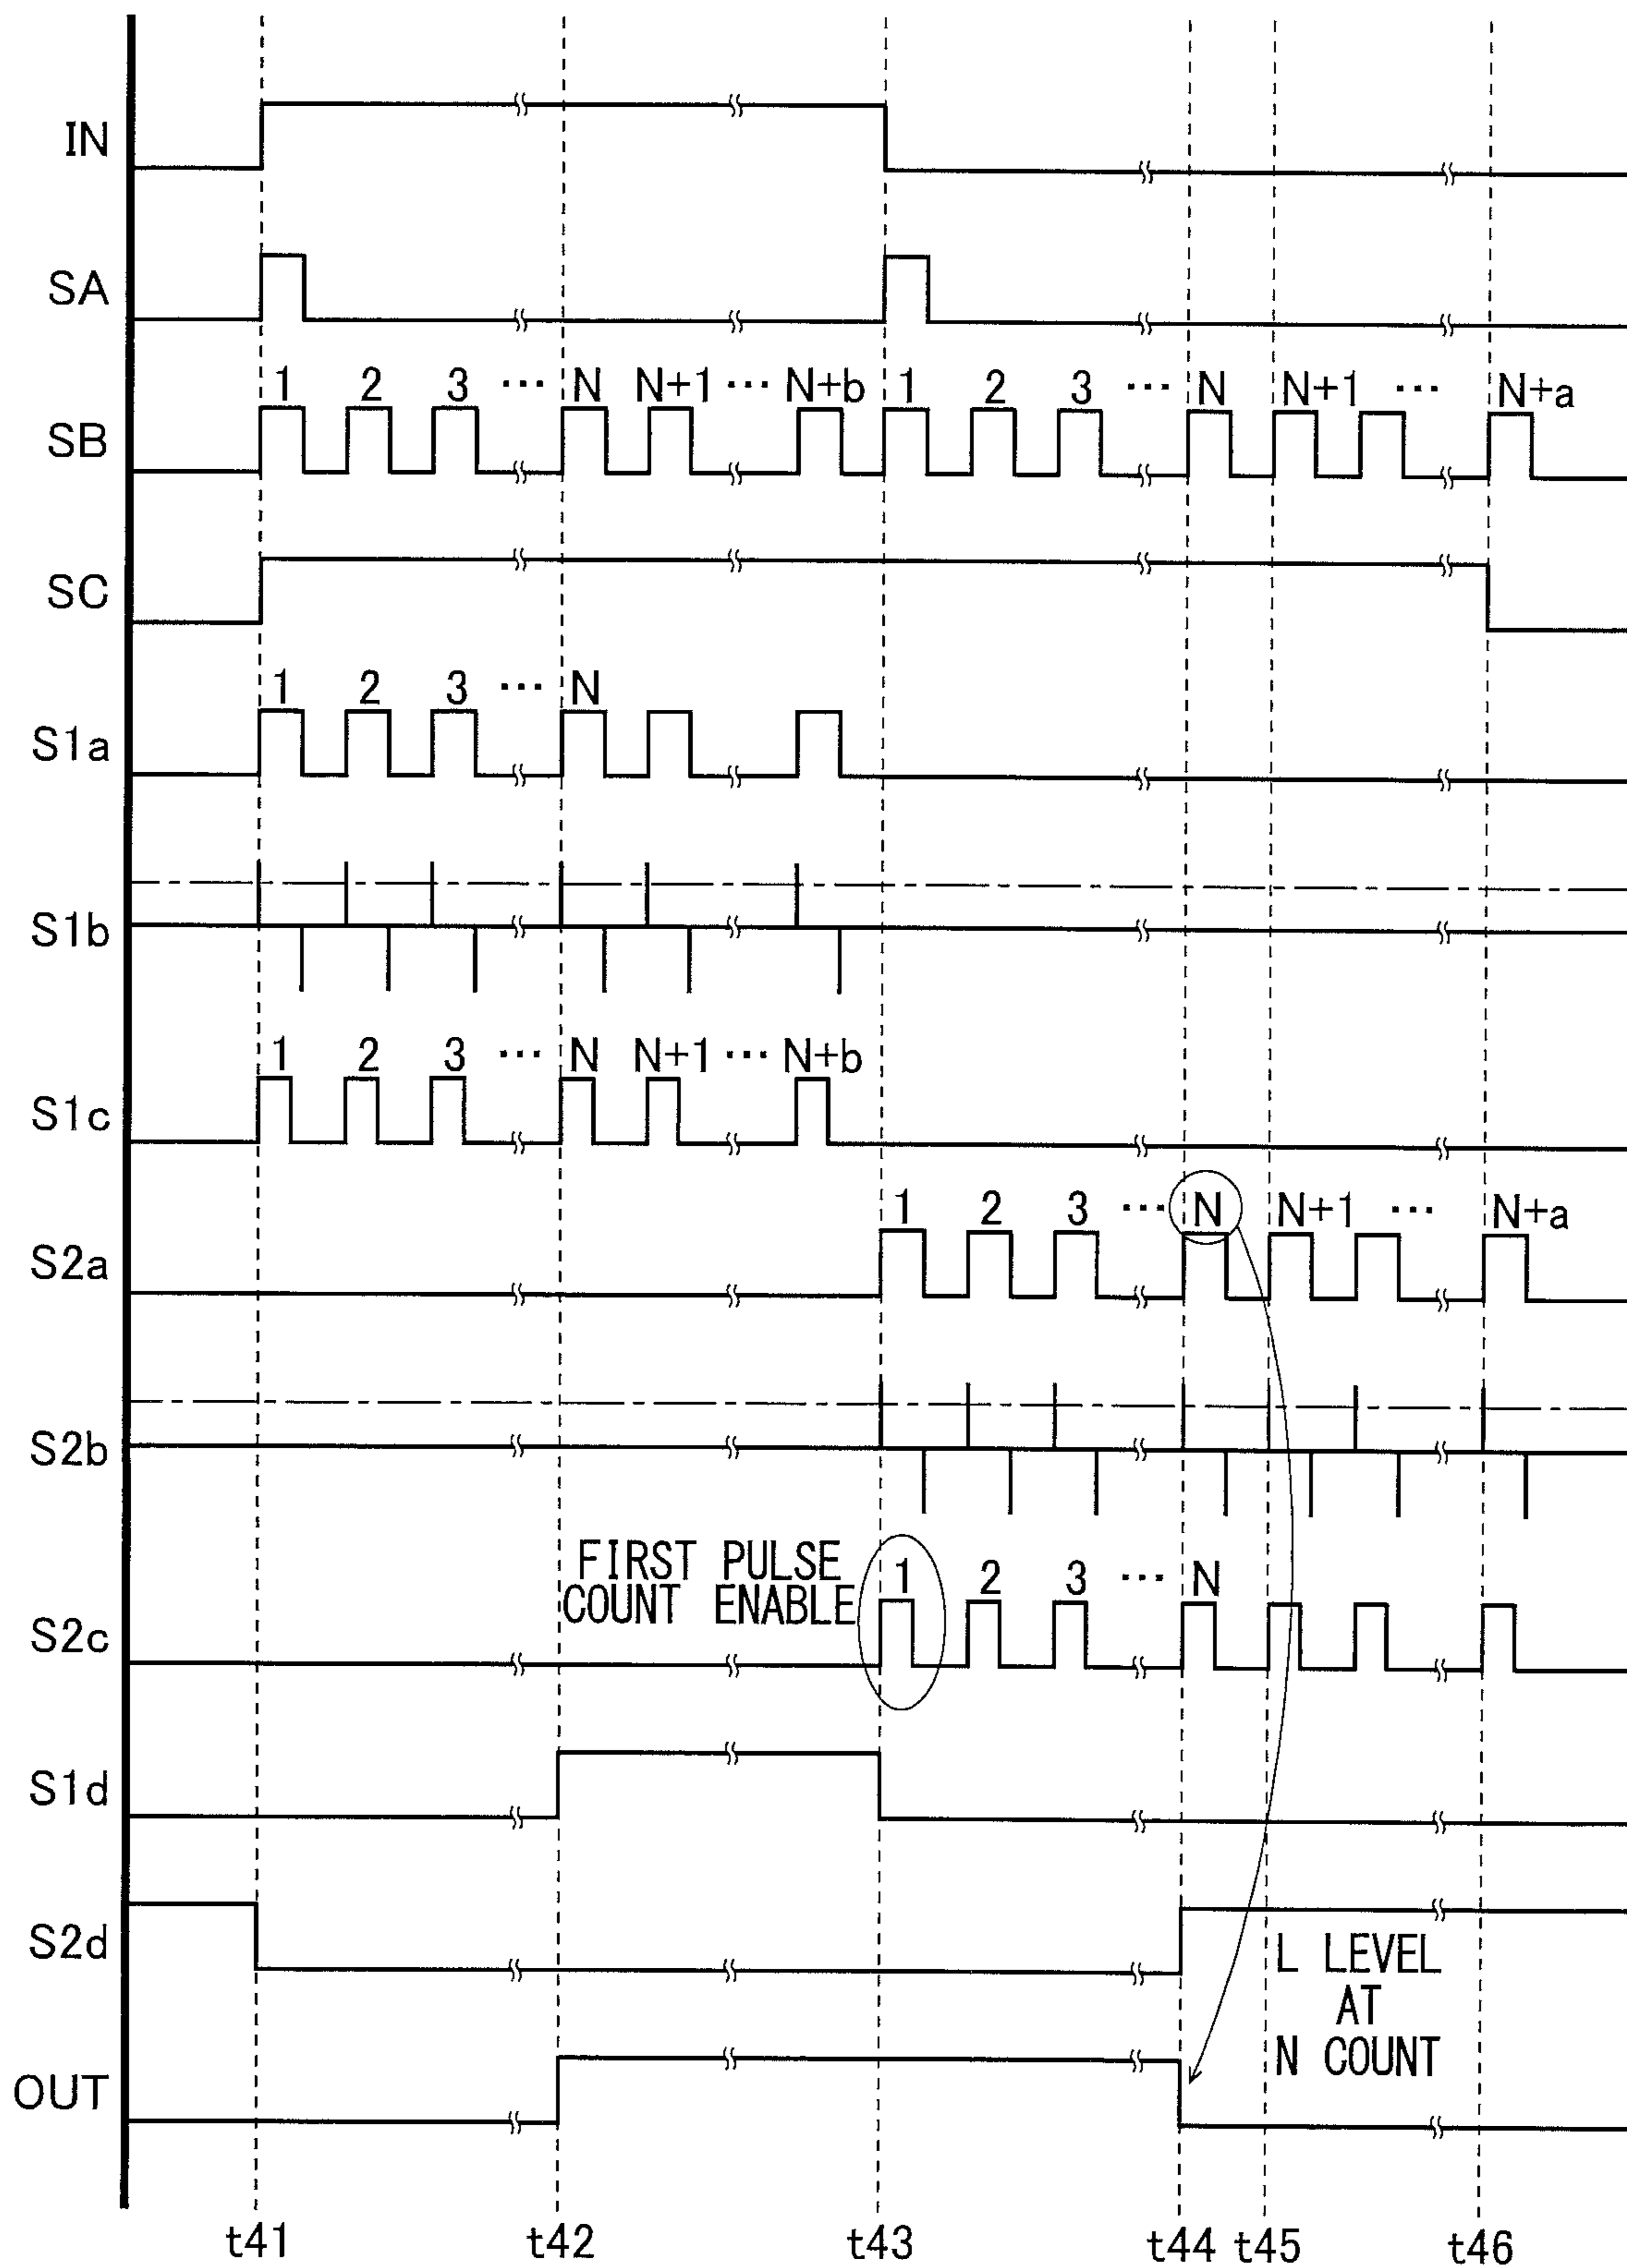 IN
SA
1 2 3 ... N N+1 ... N+b 1 2 3 ... N N+1 ... N+a
SB
SC
1 2 3 ... N
S1a
S1b
1 2 3 ... N N+1 ... N+b
S1c
1 2 3 ... N N+1 ... N+a
S2a
S2b
FIRST PULSE
COUNT ENABLE
1 2 3 ... N
S2c
S1d
S2d
L LEVEL
AT
N COUNT
OUT
t41 t42 t43 t44 t45 t46